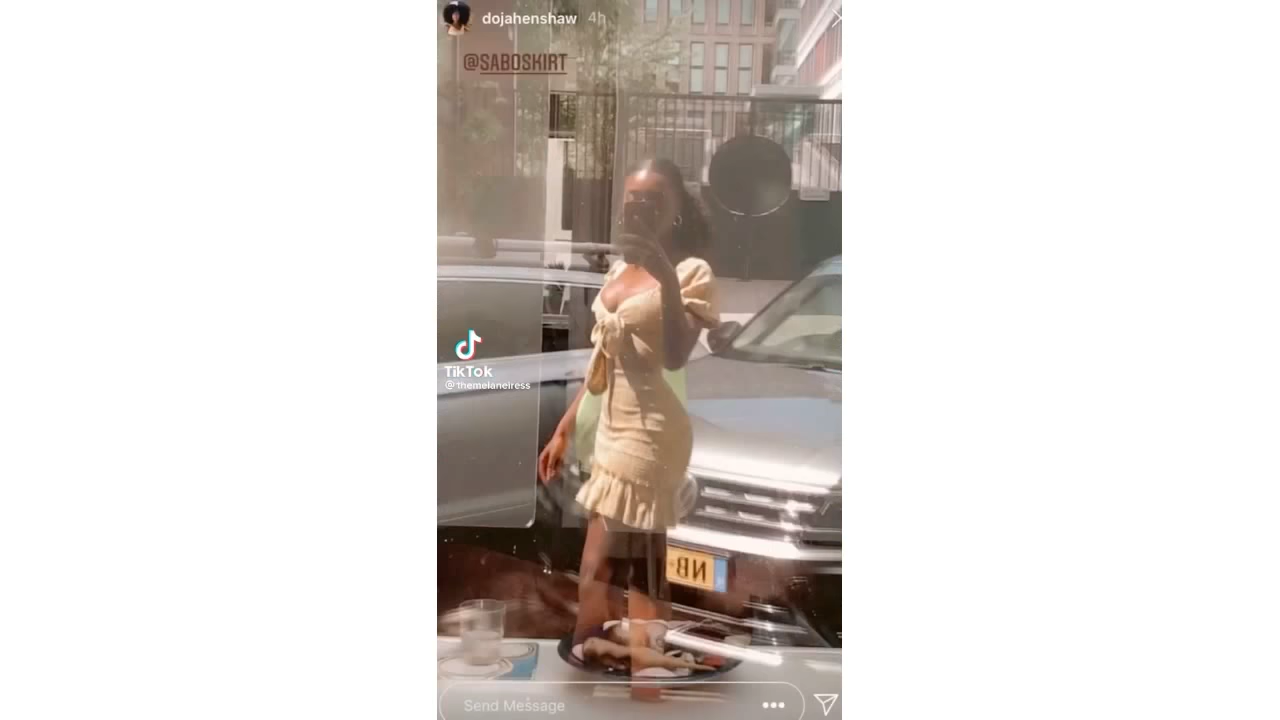 dojahenshaw 4h
@SABOSKIRT
TikTok
@themelaneiress
NB
Send Message